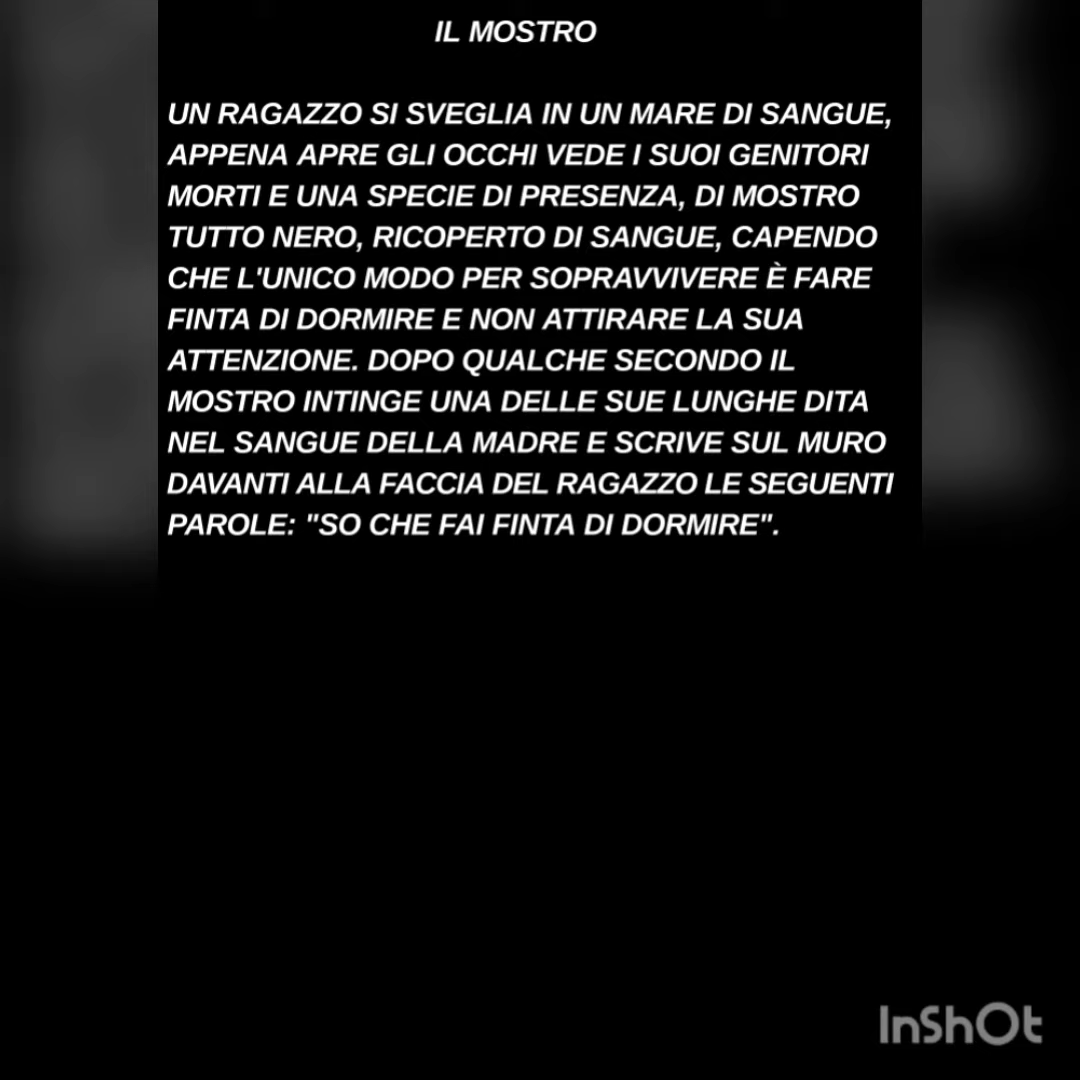 IL MOSTRO
UN RAGAZZO SI SVEGLIA IN UN MARE DI SANGUE,
APPENA APRE GLI OCCHI VEDE I SUOI GENITORI
MORTI E UNA SPECIE DI PRESENZA, DI MOSTRO
TUTTO NERO, RICOPERTO DI SANGUE, CAPENDO
CHE L'UNICO MODO PER SOPRAVVIVERE È FARE
FINTA DI DORMIRE E NON ATTIRARE LA SUA
ATTENZIONE. DOPO QUALCHE SECONDO IL
MOSTRO INTINGE UNA DELLE SUE LUNGHE DITA
NEL SANGUE DELLA MADRE E SCRIVE SUL MURO
DAVANTI ALLA FACCIA DEL RAGAZZO LE SEGUENTI
PAROLE: "SO CHE FAI FINTA DI DORMIRE".
InShOt